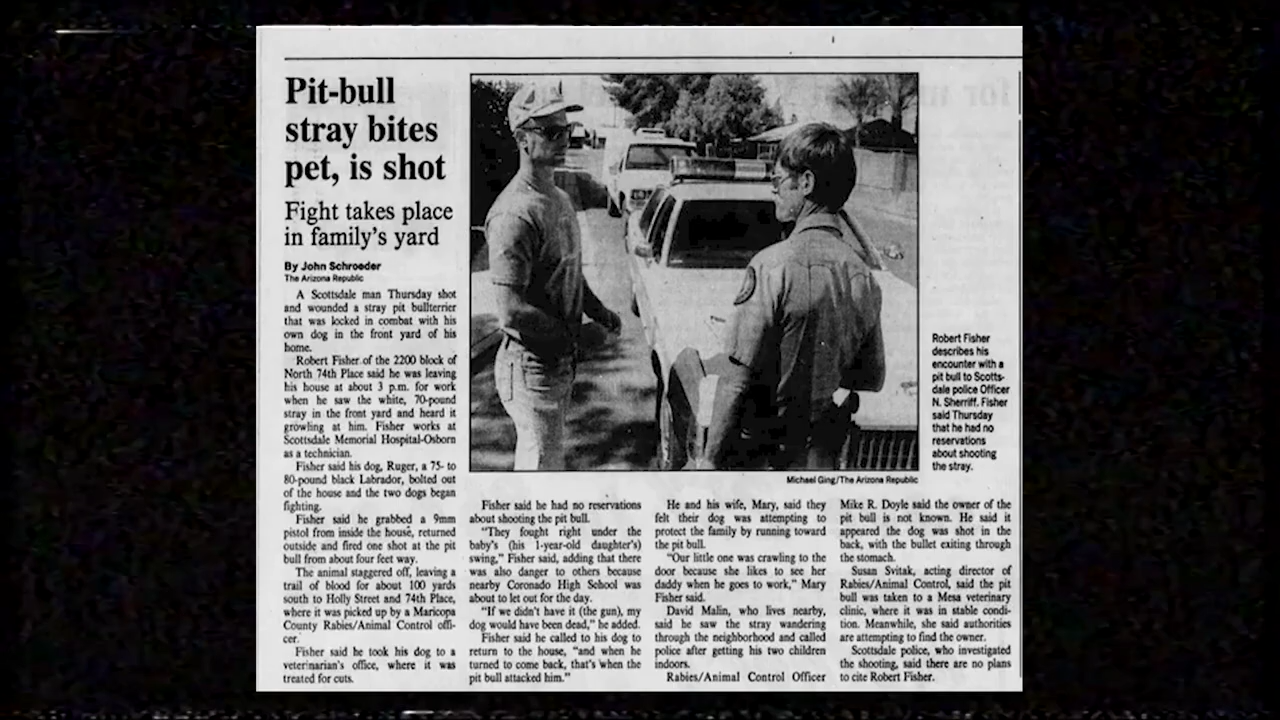 Pit-bull
stray bites
pet, is shot
Fight takes place
in family's yard
By John Schroeder
The Arizona Republic
A Scottsdale man Thursday shot
and wounded a stray pit bullterrier
that was locked in combat with his
own dog in the front yard of his
home.
Robert Fisher of the 2200 block of
North 74th Place said he was leaving
his house at about 3 p.m. for work
when he saw the white, 70-pound
stray in the front yard and heard it
growling at him. Fisher works at
Scottsdale Memorial Hospital-Osborn
as a technician.
Fisher said his dog, Ruger, a 75- to
80-pound black Labrador, bolted out
of the house and the two dogs began
fighting.
Fisher said he grabbed a 9mm
pistol from inside the house, returned
outside and fired one shot at the pit
bull from about four feet way.
The animal staggered off, leaving a
trail of blood for about 100 yards
south to Holly Street and 74th Place,
where it was picked up by a Maricopa
County Rabies/Animal Control offi-
cer.
Fisher said he took his dog to a
veterinarian's office, where it was
treated for cuts.
Robert Fisher
describes his
encounter with a
pit bull to Scotts-
dale police Officer
N. Sherriff. Fisher
said Thursday
that he had no
reservations
about shooting
the stray.
Michael Ging/The Arizona Republic
Fisher said he had no reservations
about shooting the pit bull.
"They fought right under the
baby's (his 1-year-old daughter's)
swing," Fisher said, adding that there
was also danger to others because
nearby Coronado High School was
about to let out for the day.
"If we didn't have it (the gun), my
dog would have been dead," he added.
Fisher said he called to his dog to
return to the house, "and when he
turned to come back, that's when the
pit bull attacked him."
He and his wife, Mary, said they
felt their dog was attempting to
protect the family by running toward
the pit bull.
"Our little one was crawling to the
door because she likes to see her
daddy when he goes to work," Mary
Fisher said.
David Malin, who lives nearby,
said he saw the stray wandering
through the neighborhood and called
police after getting his two children
indoors.
Rabies/Animal Control Officer
Mike R. Doyle said the owner of the
pit bull is not known. He said it
appeared the dog was shot in the
back, with the bullet exiting through
the stomach.
Susan Svitak, acting director of
Rabies/Animal Control, said the pit
bull was taken to a Mesa veterinary
clinic, where it was in stable condi-
tion. Meanwhile, she said authorities
are attempting to find the owner.
Scottsdale police, who investigated
the shooting, said there are no plans
to cite Robert Fisher.